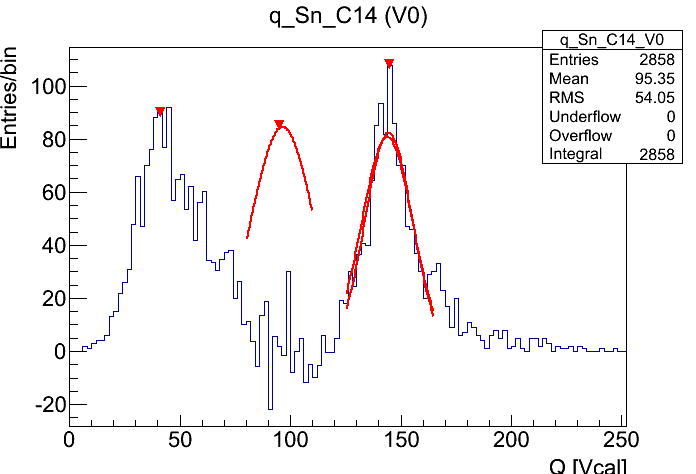 q_Sn_C14 (V0)
q_Sn_C14_V0
Entries 2858
Mean 95.35
RMS 54.05
Underflow 0
Overflow 0
Integral 2858
Entries/bin
100
80
60
40
20
0
-20
0 50 100 150 200 250
Q [Vcal]